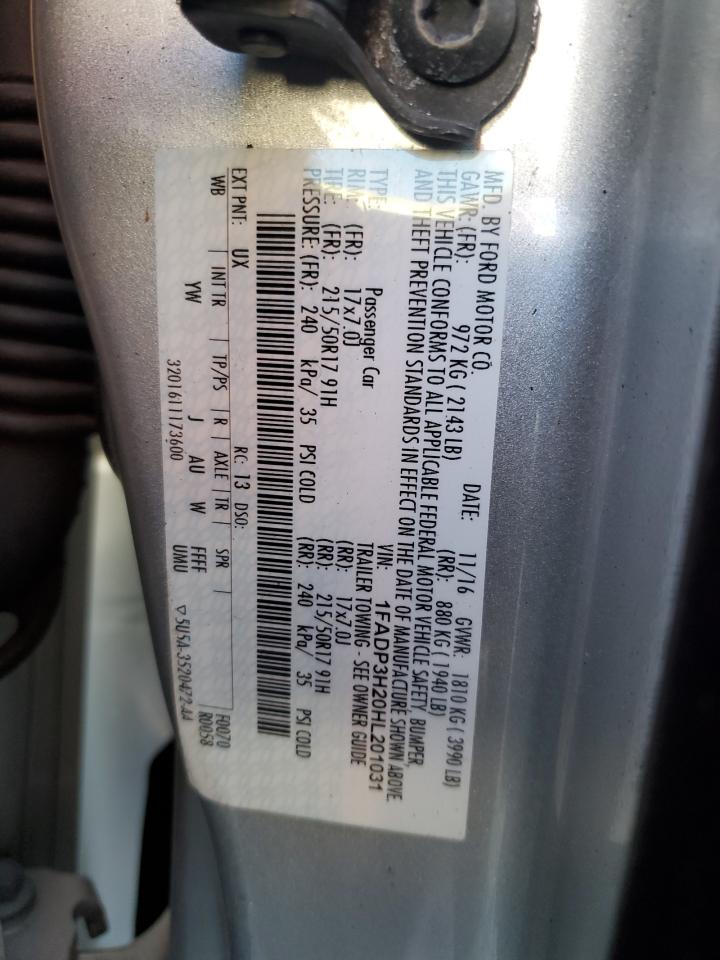 MFD. BY FORD MOTOR CO.
DATE: 11/16 GVWR: 1810 KG ( 3990 LB)
GAWR: (FR): 972 KG ( 2143 LB) (RR): 880 KG ( 1940 LB)
THIS VEHICLE CONFORMS TO ALL APPLICABLE FEDERAL MOTOR VEHICLE SAFETY, BUMPER,
AND THEFT PREVENTION STANDARDS IN EFFECT ON THE DATE OF MANUFACTURE SHOWN ABOVE.
VIN: 1FADP3H20HL201031
TYPE: Passenger Car TRAILER TOWING - SEE OWNER GUIDE
RIM: (FR): 17x7.0J (RR): 17x7.0J
TIRE: (FR): 215/50R17 91H (RR): 215/50R17 91H
PRESSURE: (FR): 240 kPa/ 35 PSI COLD (RR): 240 kPa/ 35 PSI COLD
EXT PNT: UX RC: 13 DSO: F0070
WB INT TR TP/PS R AXLE TR SPR R0058
YW J AU W FFFF
UMU
3201611173600 ▽5U5A-3520472-AA
13